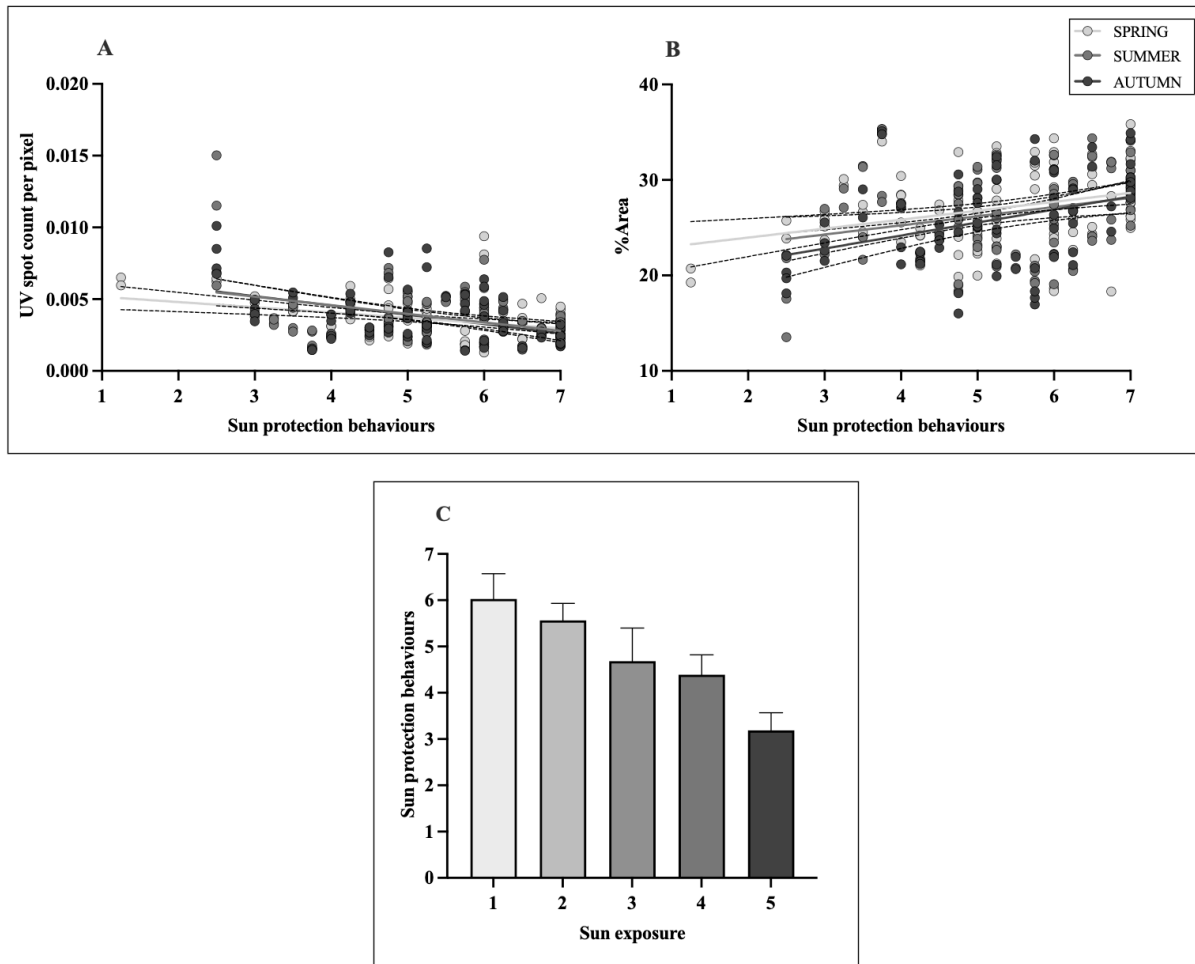 A
0.020
0.015
0.010
0.005
0.000
UV spot count per pixel
1 2 3 4 5 6 7
Sun protection behaviours
B
SPRING
SUMMER
AUTUMN
40
30
20
10
%Area
1 2 3 4 5 6 7
Sun protection behaviours
C
7
6
5
4
3
2
1
0
Sun protection behaviours
1 2 3 4 5
Sun exposure